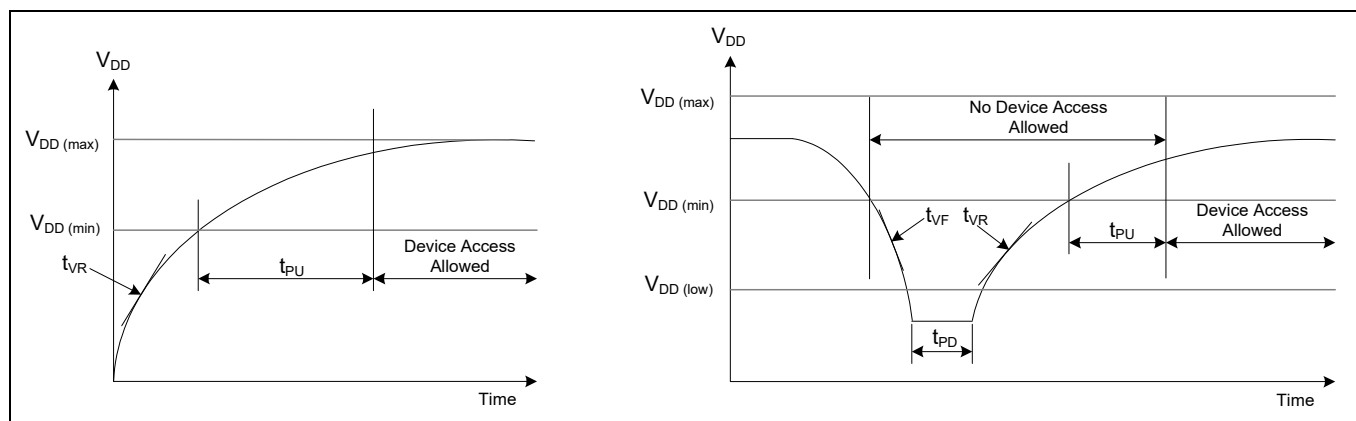 V_DD
V_DD (max)
V_DD (min)
t_VR
t_PU
Device Access
Allowed
Time
V_DD
V_DD (max)
No Device Access
Allowed
V_DD (min)
t_VF
t_VR
t_PU
Device Access
Allowed
V_DD (low)
t_PD
Time